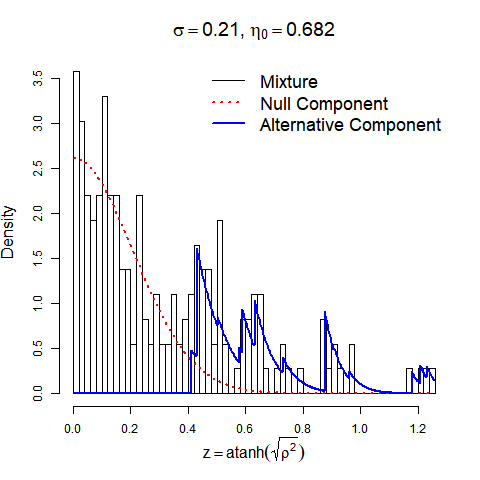 σ = 0.21, η₀ = 0.682
Mixture
Null Component
Alternative Component
Density
3.5
3.0
2.5
2.0
1.5
1.0
0.5
0.0
0.0 0.2 0.4 0.6 0.8 1.0 1.2
z = atanh(√ρ²)